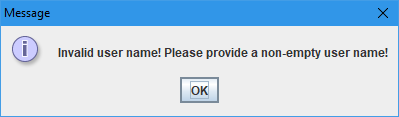 Message
Invalid user name! Please provide a non-empty user name!
OK